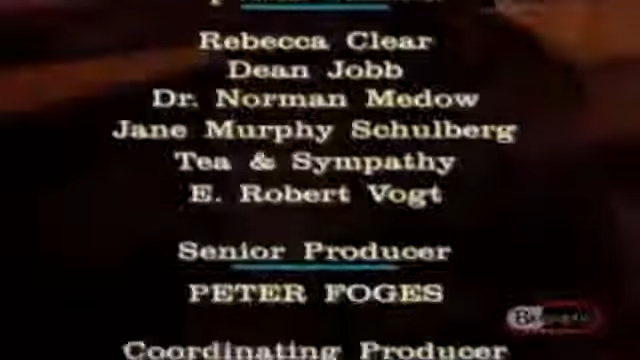 Rebecca Clear
Dean Jobb
Dr. Norman Medow
Jane Murphy Schulberg
Tea & Sympathy
E. Robert Vogt
Senior Producer
PETER FOGES
Coordinating Producer